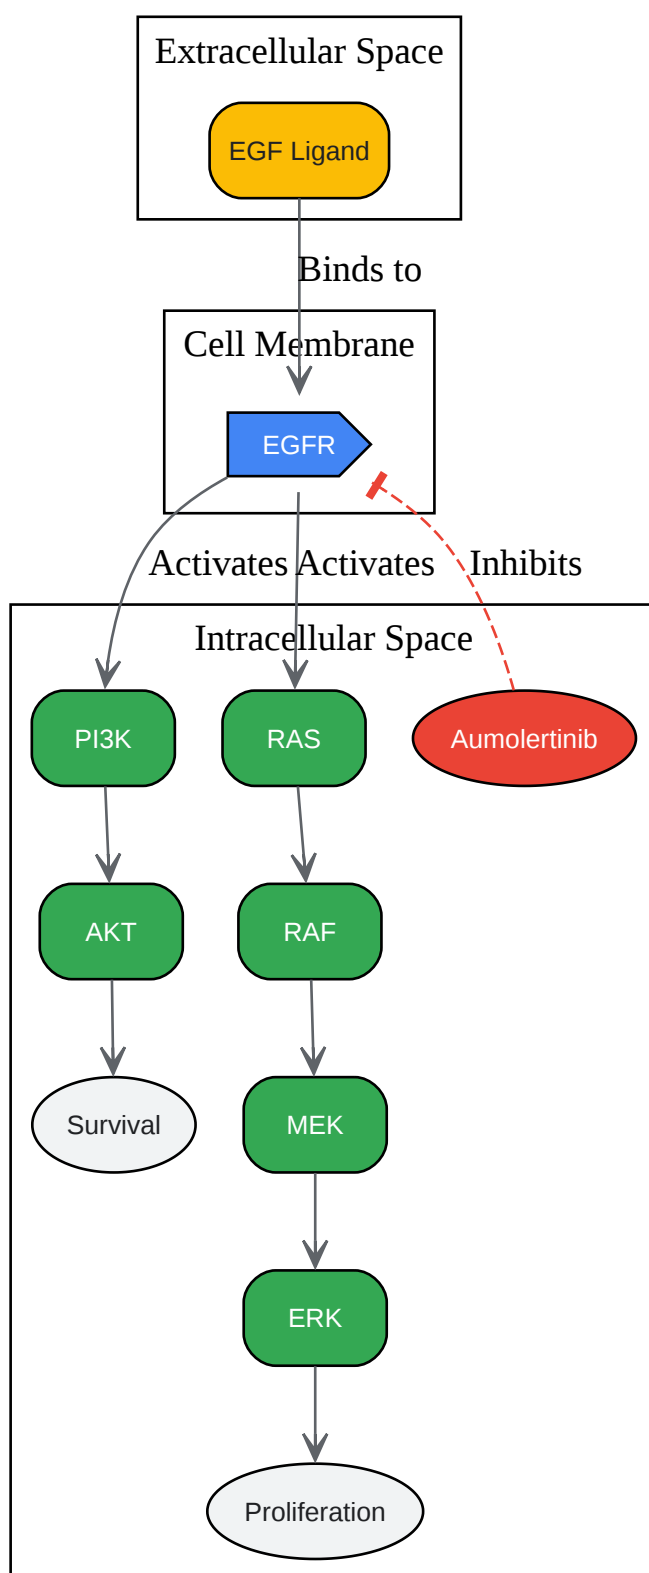 Extracellular Space
EGF Ligand
Binds to
Cell Membrane
EGFR
Activates
Activates
Inhibits
Intracellular Space
PI3K
RAS
Aumolertinib
AKT
RAF
Survival
MEK
ERK
Proliferation